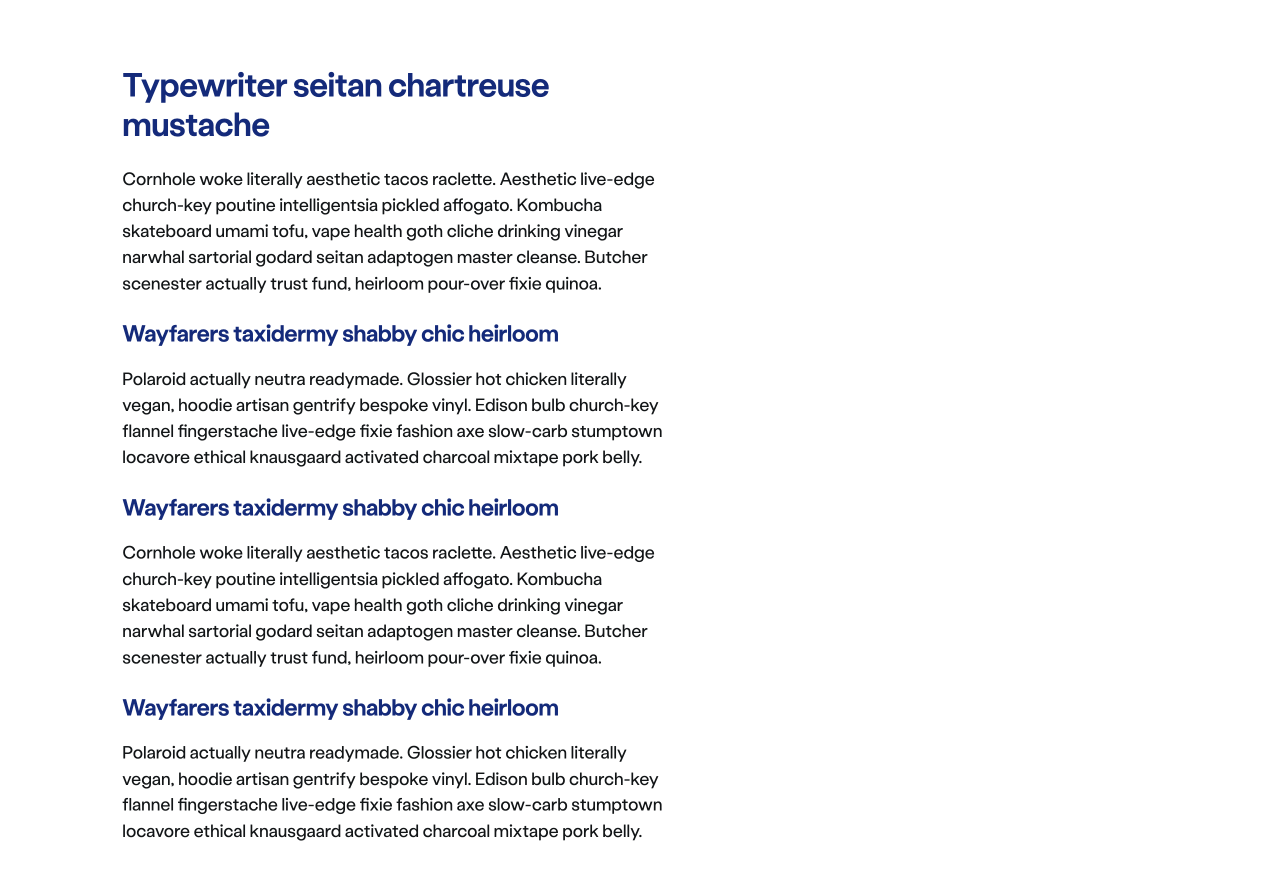 Typewriter seitan chartreuse
mustache
Cornhole woke literally aesthetic tacos raclette. Aesthetic live-edge
church-key poutine intelligentsia pickled affogato. Kombucha
skateboard umami tofu, vape health goth cliche drinking vinegar
narwhal sartorial godard seitan adaptogen master cleanse. Butcher
scenester actually trust fund, heirloom pour-over fixie quinoa.
Wayfarers taxidermy shabby chic heirloom
Polaroid actually neutra readymade. Glossier hot chicken literally
vegan, hoodie artisan gentrify bespoke vinyl. Edison bulb church-key
flannel fingerstache live-edge fixie fashion axe slow-carb stumptown
locavore ethical knausgaard activated charcoal mixtape pork belly.
Wayfarers taxidermy shabby chic heirloom
Cornhole woke literally aesthetic tacos raclette. Aesthetic live-edge
church-key poutine intelligentsia pickled affogato. Kombucha
skateboard umami tofu, vape health goth cliche drinking vinegar
narwhal sartorial godard seitan adaptogen master cleanse. Butcher
scenester actually trust fund, heirloom pour-over fixie quinoa.
Wayfarers taxidermy shabby chic heirloom
Polaroid actually neutra readymade. Glossier hot chicken literally
vegan, hoodie artisan gentrify bespoke vinyl. Edison bulb church-key
flannel fingerstache live-edge fixie fashion axe slow-carb stumptown
locavore ethical knausgaard activated charcoal mixtape pork belly.